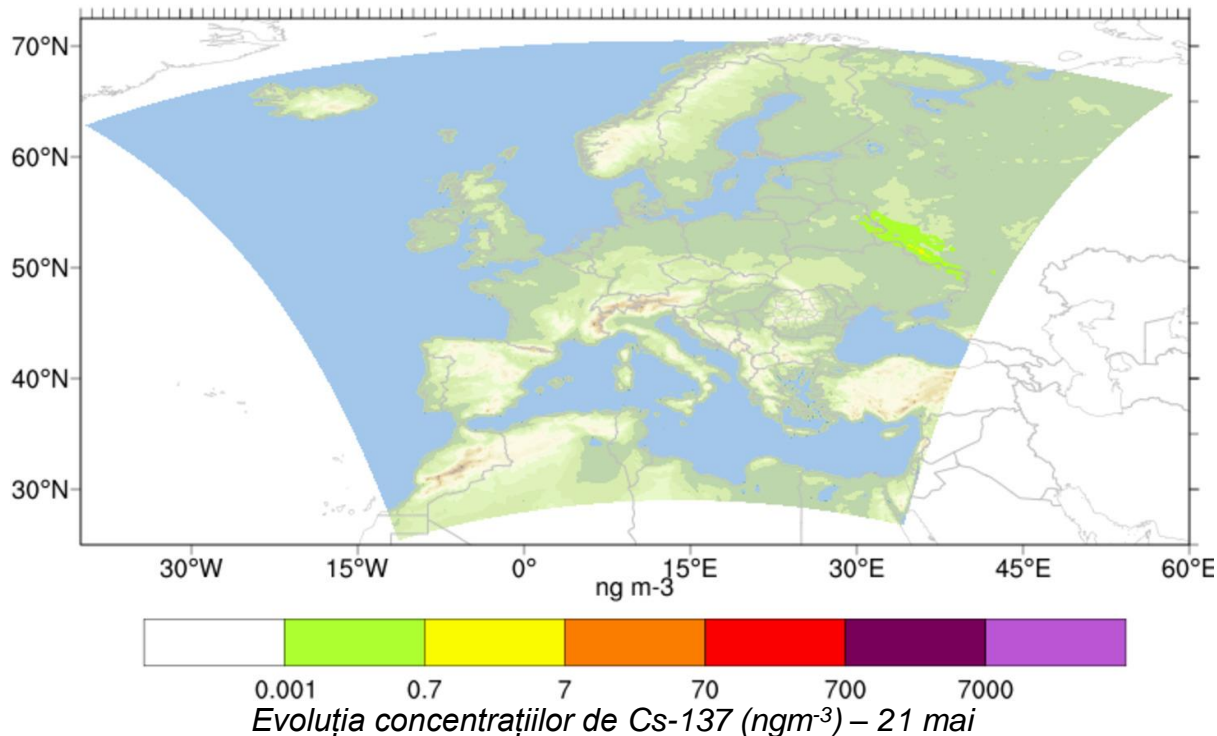 70°N
60°N
50°N
40°N
30°N
30°W 15°W 0° 15°E 30°E 45°E 60°E
ng m-3
0.001 0.7 7 70 700 7000
Evoluția concentrațiilor de Cs-137 (ngm-3) – 21 mai